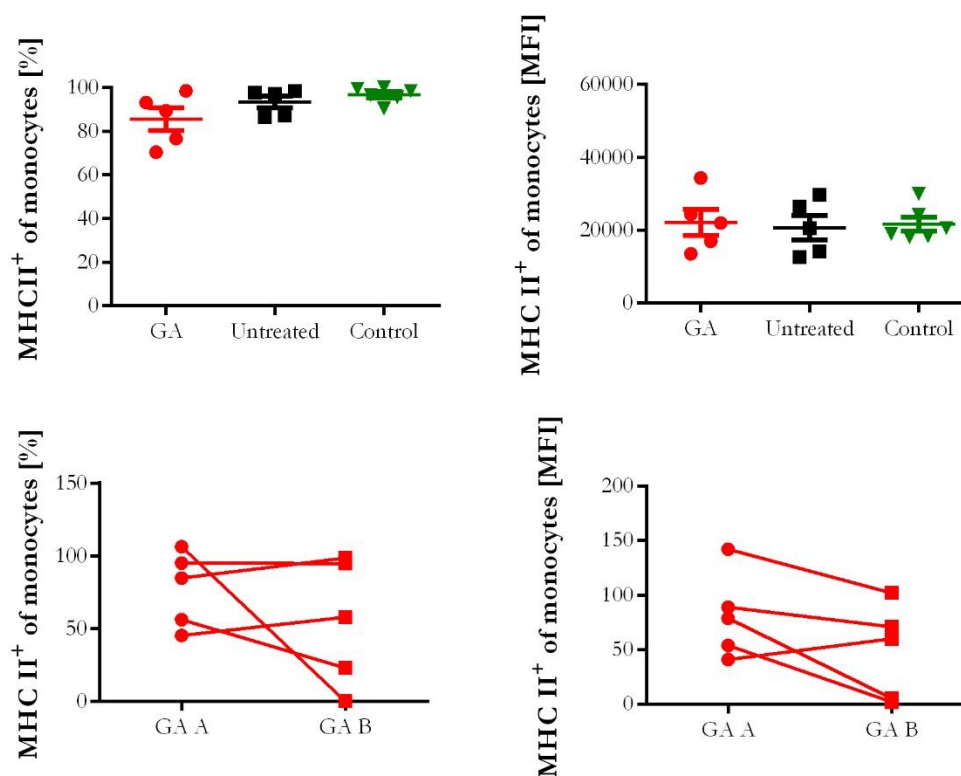 MHCII+ of monocytes [%]
100
80
60
40
20
0
GA Untreated Control
MHC II+ of monocytes [MFI]
60000
40000
20000
0
GA Untreated Control
MHC II+ of monocytes [%]
150
100
50
0
GA A GA B
MHC II+ of monocytes [MFI]
200
150
100
50
0
GA A GA B